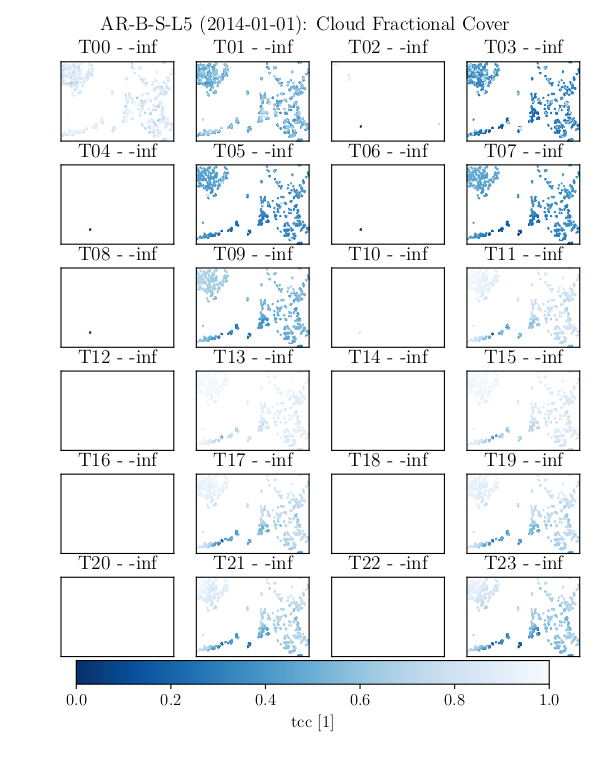 AR-B-S-L5 (2014-01-01): Cloud Fractional Cover
T00 - -inf T01 - -inf T02 - -inf T03 - -inf
T04 - -inf T05 - -inf T06 - -inf T07 - -inf
T08 - -inf T09 - -inf T10 - -inf T11 - -inf
T12 - -inf T13 - -inf T14 - -inf T15 - -inf
T16 - -inf T17 - -inf T18 - -inf T19 - -inf
T20 - -inf T21 - -inf T22 - -inf T23 - -inf
0.0 0.2 0.4 0.6 0.8 1.0
tcc [1]